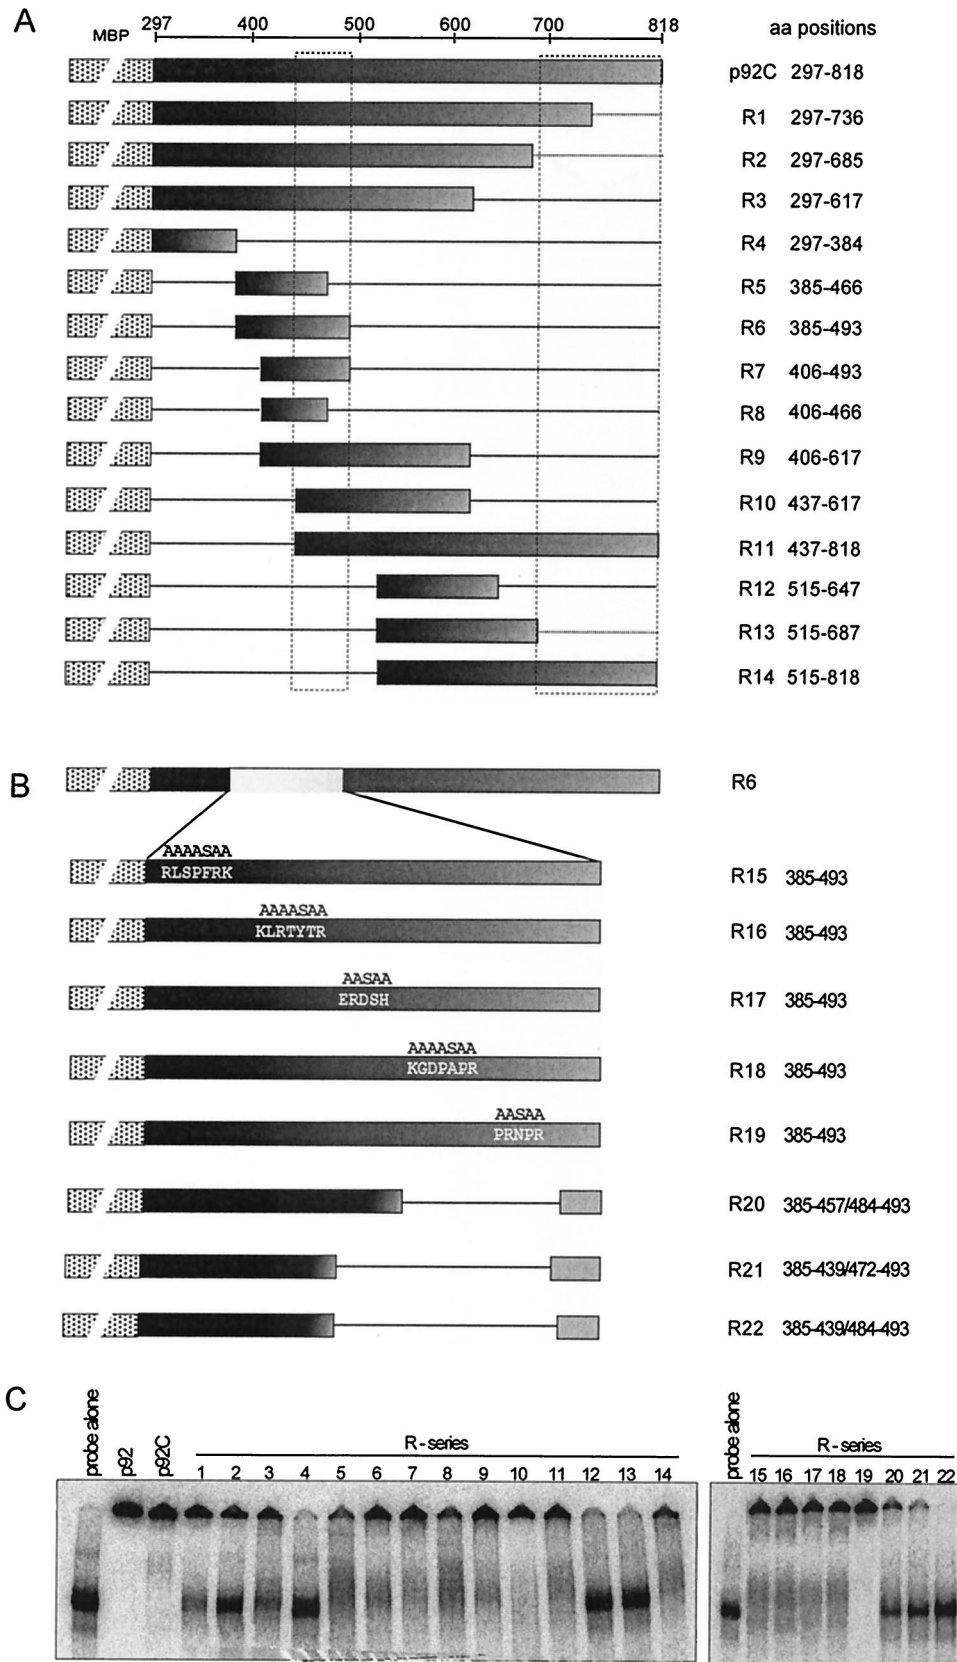 A
MBP
297 400 500 600 700 818
aa positions
p92C 297-818
R1 297-736
R2 297-685
R3 297-617
R4 297-384
R5 385-466
R6 385-493
R7 406-493
R8 406-466
R9 406-617
R10 437-617
R11 437-818
R12 515-647
R13 515-687
R14 515-818
B
R6
AAAASAA
RLSPFRK
R15 385-493
AAAASAA
KLRTYTR
R16 385-493
AASAA
ERDSH
R17 385-493
AAAASAA
KGDPAPR
R18 385-493
AASAA
PRNPR
R19 385-493
R20 385-457/484-493
R21 385-439/472-493
R22 385-439/484-493
C
probe alone
p92
p92C
R-series
1 2 3 4 5 6 7 8 9 10 11 12 13 14
probe alone
R-series
15 16 17 18 19 20 21 22